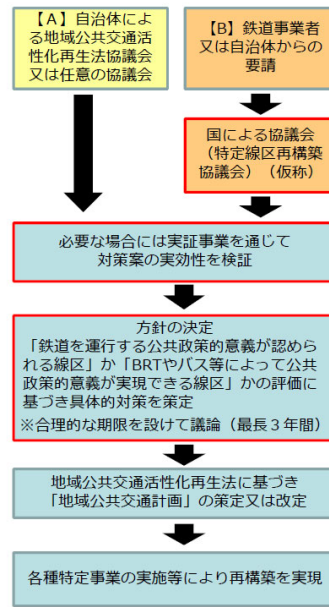 【A】自治体によ
る地域公共交通活
性化再生法協議会
又は任意の協議会
【B】鉄道事業者
又は自治体からの
要請
国による協議会
（特定線区再構築
協議会）（仮称）
必要な場合には実証事業を通じて
対策案の実効性を検証
方針の決定
「鉄道を運行する公共政策的意義が認めら
れる線区」か「BRTやバス等によって公共
政策的意義が実現できる線区」かの評価に
基づき具体的対策を策定
※合理的な期限を設けて議論（最長３年間）
地域公共交通活性化再生法に基づき
「地域公共交通計画」の策定又は改定
各種特定事業の実施等により再構築を実現